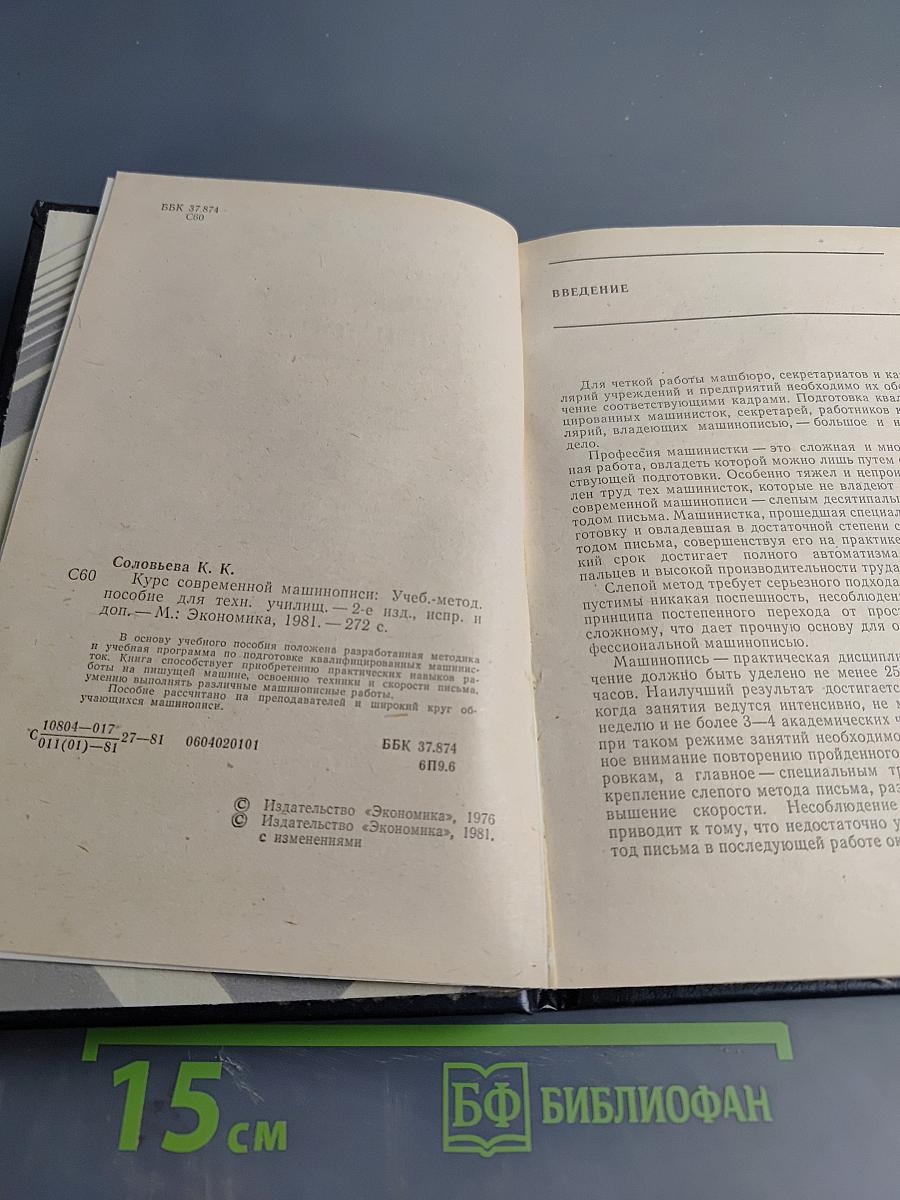 ББК 37.874
С60
Соловьева К. К.
С60 Курс современной машинописи: Учеб.-метод.
пособие для техн. училищ. — 2-е изд., испр. и
доп. — М.: Экономика, 1981. — 272 с.
В основу учебного пособия положена разработанная методика
и учебная программа по подготовке квалифицированных машинис-
ток. Книга способствует приобретению практических навыков ра-
боты на пишущей машине, освоению техники и скорости письма,
умению выполнять различные машинописные работы.
Пособие рассчитано на преподавателей и широкий круг обу-
чающихся машинописи.
С 10804—017
011(01)—81 27—81 0604020101 ББК 37.874
6П9.6
© Издательство «Экономика», 1976
© Издательство «Экономика», 1981.
с изменениями
ВВЕДЕНИЕ
Для четкой работы машбюро, секретариатов и ка
лярий учреждений и предприятий необходимо их обе
чение соответствующими кадрами. Подготовка квал
цированных машинисток, секретарей, работников к
лярий, владеющих машинописью, — большое и н
дело.
Профессия машинистки — это сложная и мно
ная работа, овладеть которой можно лишь путем
ствующей подготовки. Особенно тяжел и непрои
лен труд тех машинисток, которые не владеют
современной машинописи — слепым десятипаль
тодом письма. Машинистка, прошедшая специал
готовку и овладевшая в достаточной степени с
тодом письма, совершенствуя его на практике
кий срок достигает полного автоматизма
пальцев и высокой производительности труда
Слепой метод требует серьезного подхода
пустимы никакая поспешность, несоблюден
принципа постепенного перехода от прост
сложному, что дает прочную основу для о
фессиональной машинописью.
Машинопись — практическая дисципли
чение должно быть уделено не менее 25
часов. Наилучший результат достигается
когда занятия ведутся интенсивно, не м
неделю и не более 3—4 академических ч
при таком режиме занятий необходимо
ное внимание повторению пройденного
ровкам, а главное — специальным тр
крепление слепого метода письма, раз
вышение скорости. Несоблюдение
приводит к тому, что недостаточно у
тод письма в последующей работе ок
15 см
БФ БИБЛИОФАН